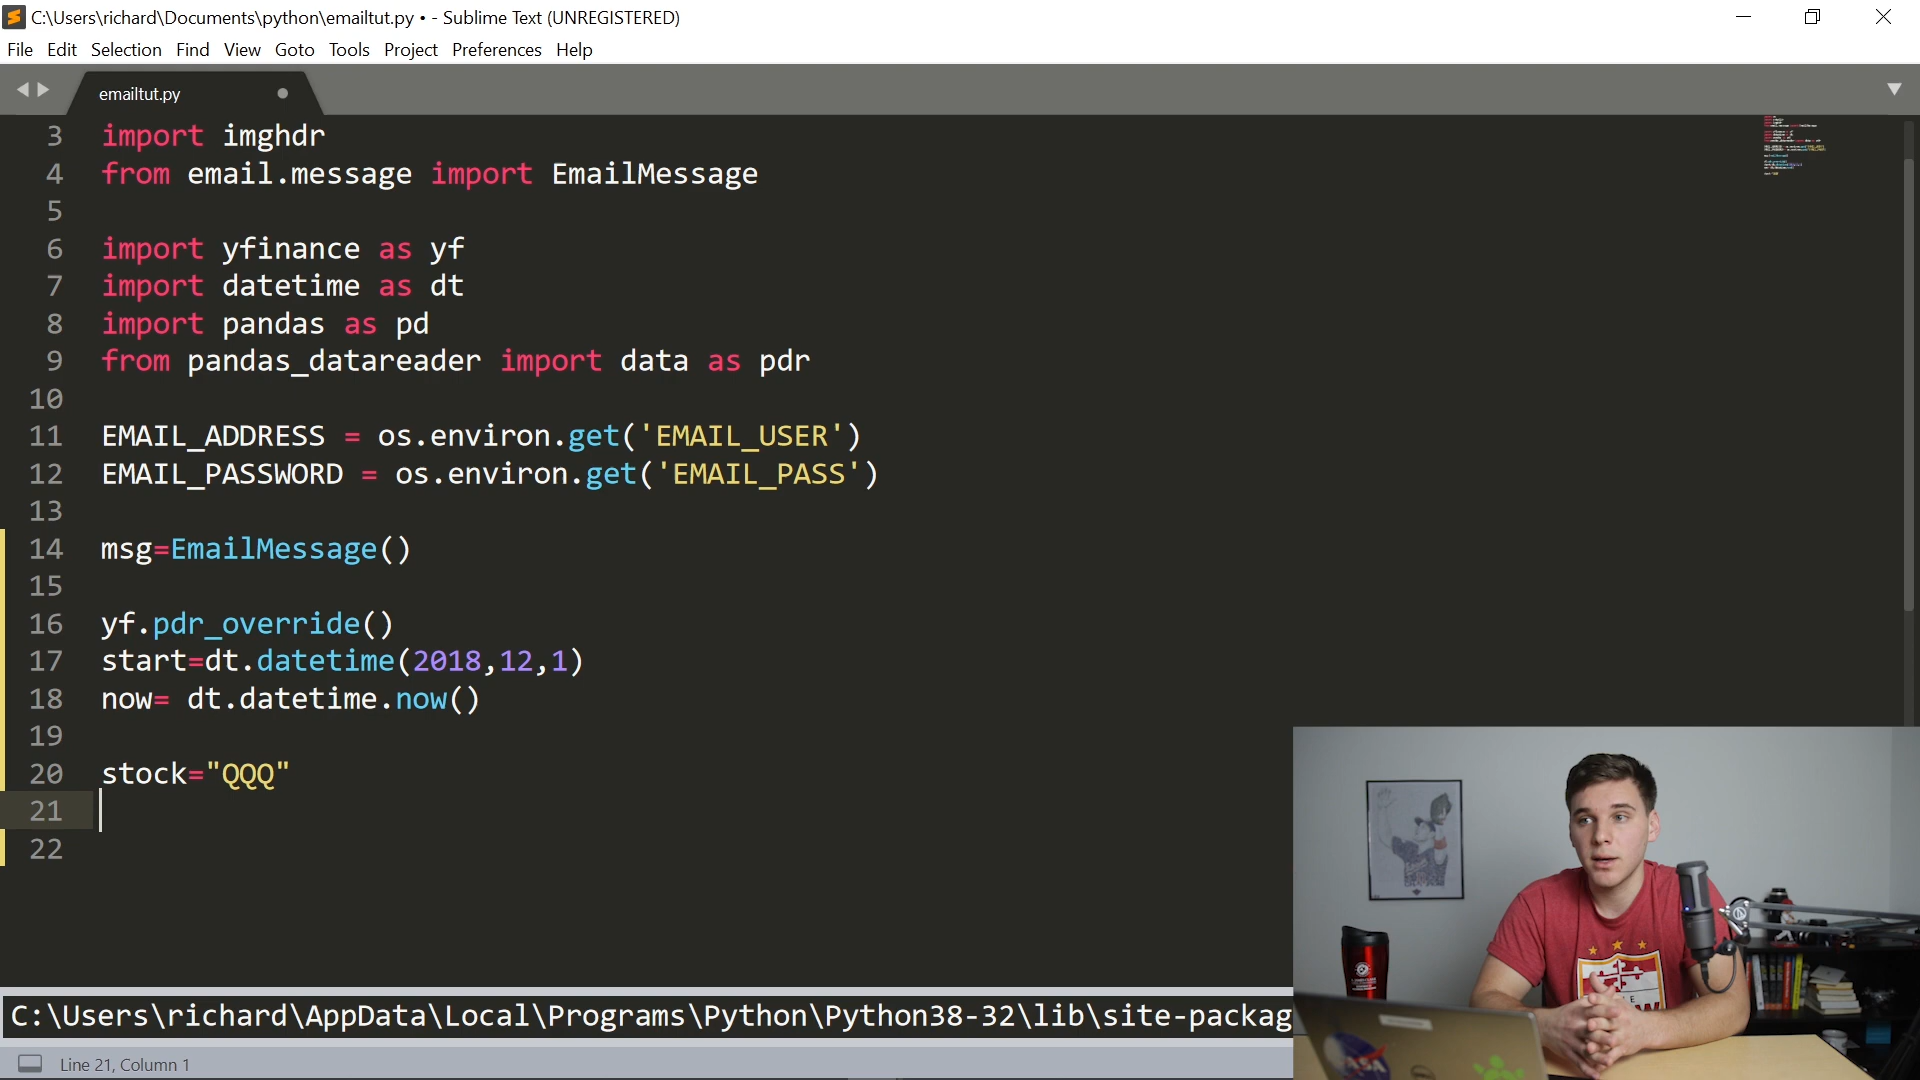 C:\Users\richard\Documents\python\emailtut.py • - Sublime Text (UNREGISTERED)
File Edit Selection Find View Goto Tools Project Preferences Help
emailtut.py
3 import imghdr
4 from email.message import EmailMessage
5
6 import yfinance as yf
7 import datetime as dt
8 import pandas as pd
9 from pandas_datareader import data as pdr
10
11 EMAIL_ADDRESS = os.environ.get('EMAIL_USER')
12 EMAIL_PASSWORD = os.environ.get('EMAIL_PASS')
13
14 msg=EmailMessage()
15
16 yf.pdr_override()
17 start=dt.datetime(2018,12,1)
18 now= dt.datetime.now()
19
20 stock="QQQ"
21
22
C:\Users\richard\AppData\Local\Programs\Python\Python38-32\lib\site-packag
Line 21, Column 1